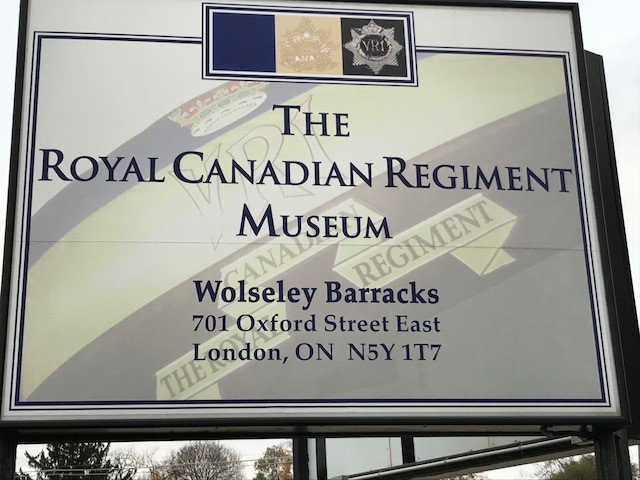 VRI
THE
ROYAL CANADIAN REGIMENT
MUSEUM
VRI
CANADIAN
REGIMENT
THE ROYAL
Wolseley Barracks
701 Oxford Street East
London, ON N5Y 1T7